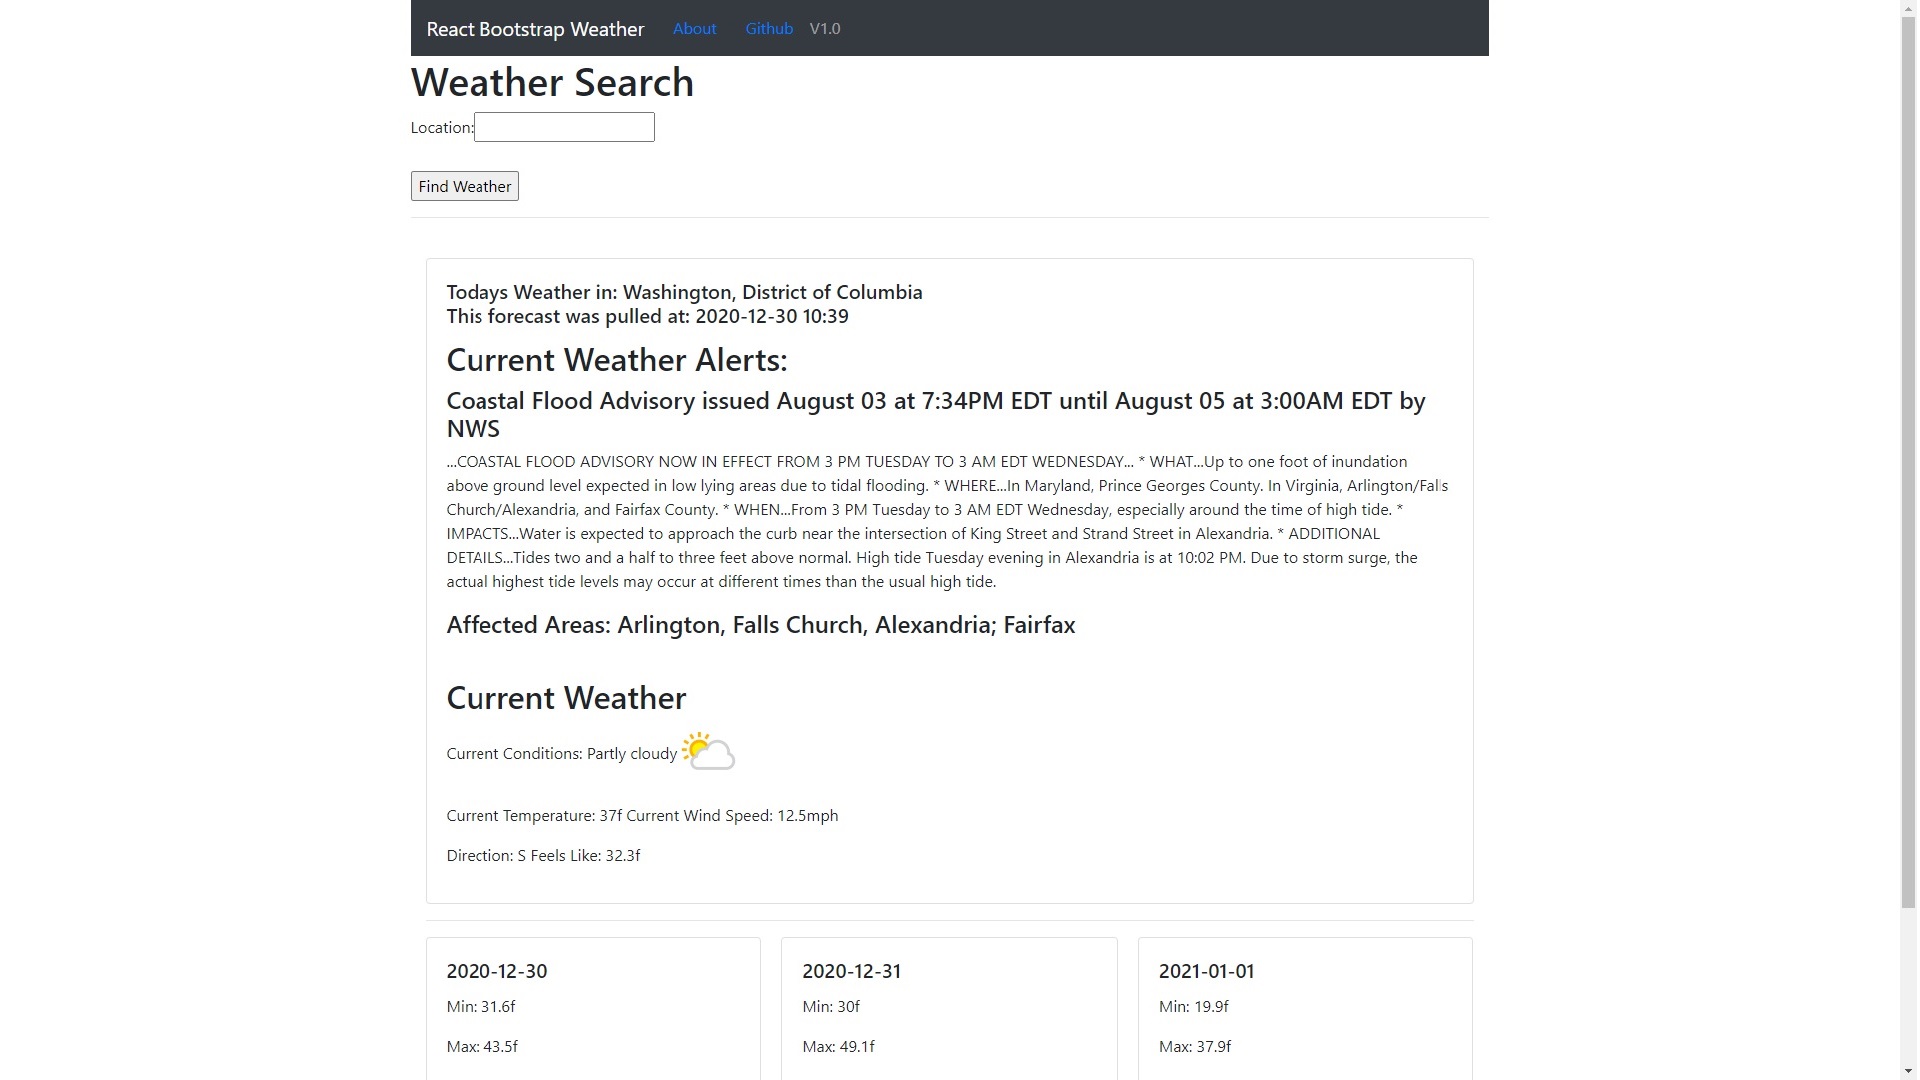 React Bootstrap Weather About Github V1.0
Weather Search
Location:
Find Weather
Todays Weather in: Washington, District of Columbia
This forecast was pulled at: 2020-12-30 10:39
Current Weather Alerts:
Coastal Flood Advisory issued August 03 at 7:34PM EDT until August 05 at 3:00AM EDT by
NWS
...COASTAL FLOOD ADVISORY NOW IN EFFECT FROM 3 PM TUESDAY TO 3 AM EDT WEDNESDAY... * WHAT...Up to one foot of inundation
above ground level expected in low lying areas due to tidal flooding. * WHERE...In Maryland, Prince Georges County. In Virginia, Arlington/Falls
Church/Alexandria, and Fairfax County. * WHEN...From 3 PM Tuesday to 3 AM EDT Wednesday, especially around the time of high tide. *
IMPACTS...Water is expected to approach the curb near the intersection of King Street and Strand Street in Alexandria. * ADDITIONAL
DETAILS...Tides two and a half to three feet above normal. High tide Tuesday evening in Alexandria is at 10:02 PM. Due to storm surge, the
actual highest tide levels may occur at different times than the usual high tide.
Affected Areas: Arlington, Falls Church, Alexandria; Fairfax
Current Weather
Current Conditions: Partly cloudy
Current Temperature: 37f Current Wind Speed: 12.5mph
Direction: S Feels Like: 32.3f
2020-12-30
Min: 31.6f
Max: 43.5f
2020-12-31
Min: 30f
Max: 49.1f
2021-01-01
Min: 19.9f
Max: 37.9f